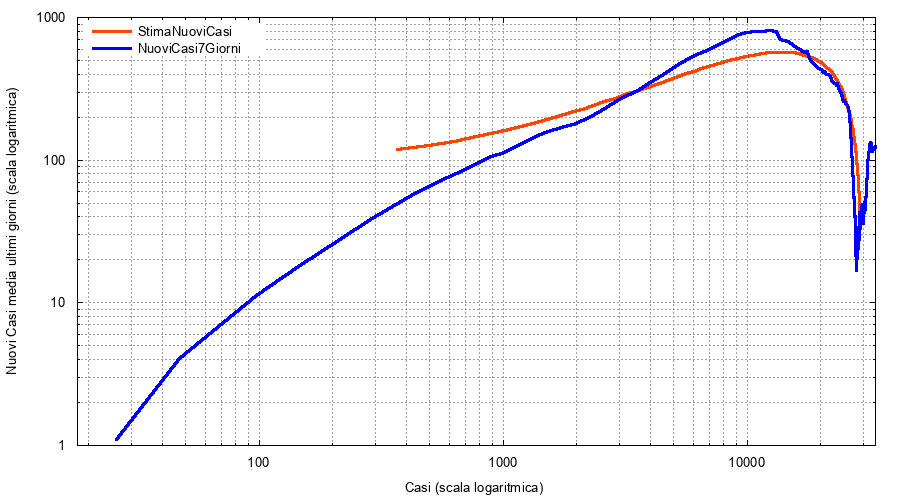 1000
StimaNuoviCasi
NuoviCasi7Giorni
100
10
1
Nuovi Casi media ultimi giorni (scala logaritmica)
100
1000
10000
Casi (scala logaritmica)